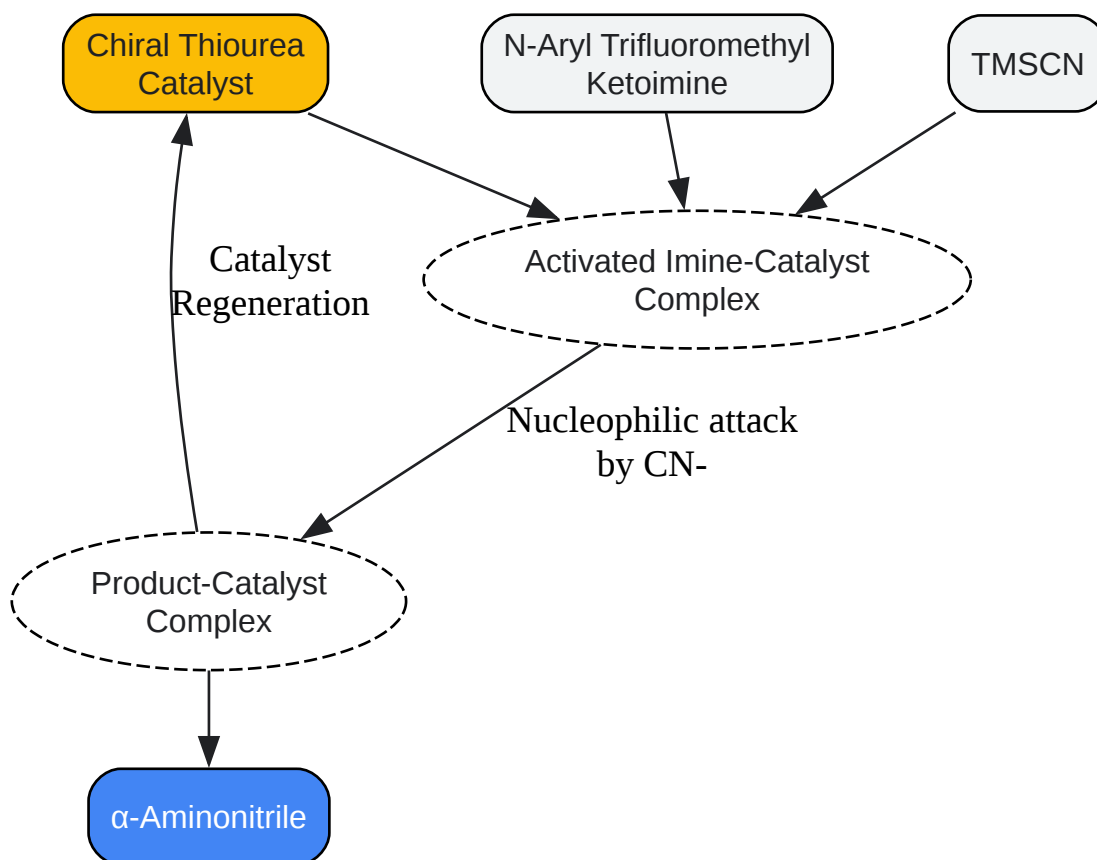 Chiral Thiourea
Catalyst
N-Aryl Trifluoromethyl
Ketoimine
TMSCN
Catalyst
Regeneration
Activated Imine-Catalyst
Complex
Nucleophilic attack
by CN-
Product-Catalyst
Complex
α-Aminonitrile